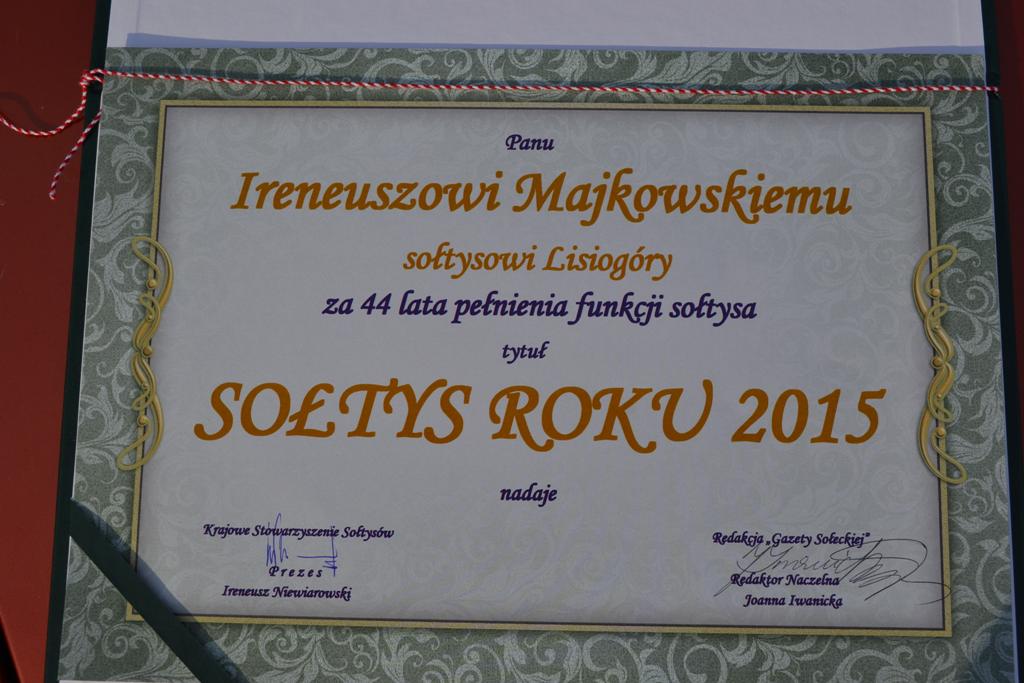 Panu
Ireneuszowi Majkowskiemu
sołtysowi Lisiogóry
za 44 lata pełnienia funkcji sołtysa
tytuł
SOŁTYS ROKU 2015
nadaje
Krajowe Stowarzyszenie Sołtysów
Prezes
Ireneusz Niewiarowski
Redakcja „Gazety Sołeckiej”
Redaktor Naczelna
Joanna Iwanicka